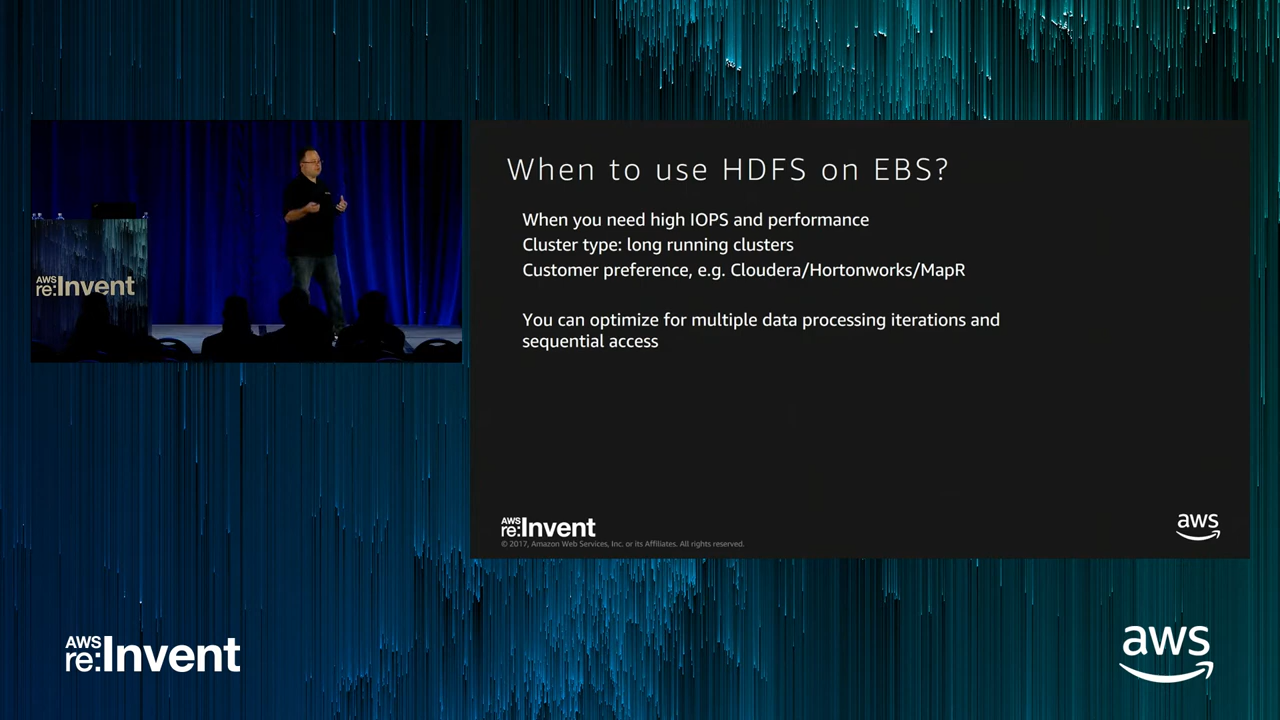 When to use HDFS on EBS?
When you need high IOPS and performance
Cluster type: long running clusters
Customer preference, e.g. Cloudera/Hortonworks/MapR
You can optimize for multiple data processing iterations and
sequential access
AWS
re:Invent
AWS
re:Invent
© 2017, Amazon Web Services, Inc. or its Affiliates. All rights reserved.
aws
AWS
re:Invent
aws